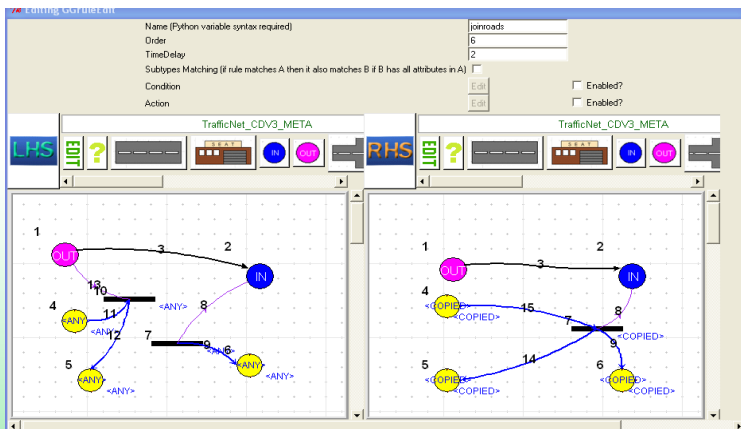 Editing GGruleEdit
Name (Python variable syntax required) joinroads
Order 6
TimeDelay 2
Subtypes Matching (if rule matches A then it also matches B if B has all attributes in A)
Condition Edit Enabled?
Action Edit Enabled?
TrafficNet_CDV3_META TrafficNet_CDV3_META
LHS EDIT ? SEAT IN OUT RHS EDIT ? SEAT IN OUT
1 3 2 1 2
OUT IN OUT 3 IN
13
10 4
4 11 <ANY> 8 <COPIED> 15 8
<ANY> <ANY> 7 <COPIED>
12 7 9 6 <ANY> <COPIED> 9
5 <ANY> 5 14 6
<ANY> <ANY> <ANY> <COPIED> <COPIED>
<COPIED> <COPIED>